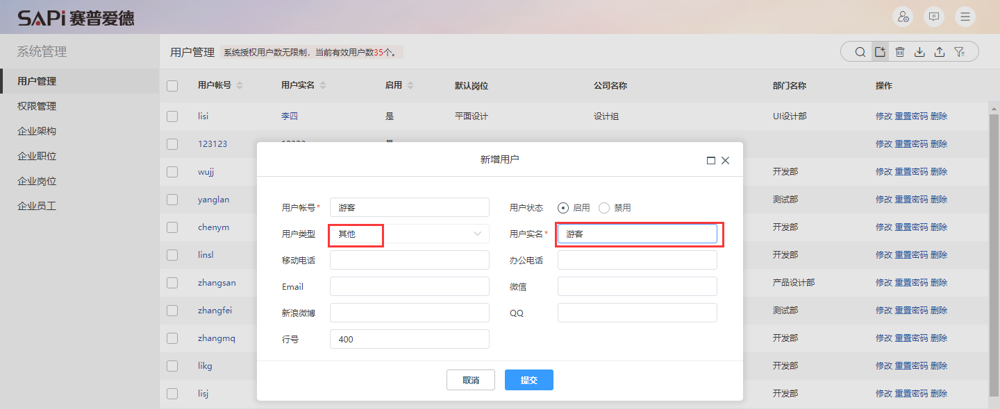 SAPi 赛普爱德
系统管理
用户管理
权限管理
企业架构
企业职位
企业岗位
企业员工
用户管理 系统授权用户数无限制，当前有效用户数35个。
用户帐号 用户实名 启用 默认岗位 公司名称 部门名称 操作
lisi 李四 是 平面设计 设计组 UI设计部 修改 重置密码 删除
123123 修改 重置密码 删除
wujj 开发部 修改 重置密码 删除
yanglan 测试部 修改 重置密码 删除
chenym 开发部 修改 重置密码 删除
linsl 开发部 修改 重置密码 删除
zhangsan 产品设计部 修改 重置密码 删除
zhangfei 测试部 修改 重置密码 删除
zhangmq 开发部 修改 重置密码 删除
likg 开发部 修改 重置密码 删除
lisj 开发部 修改 重置密码 删除
新增用户
用户帐号* 游客 用户状态 启用 禁用
用户类型 其他 用户实名* 游客
移动电话 办公电话
Email 微信
新浪微博 QQ
行号 400
取消 提交